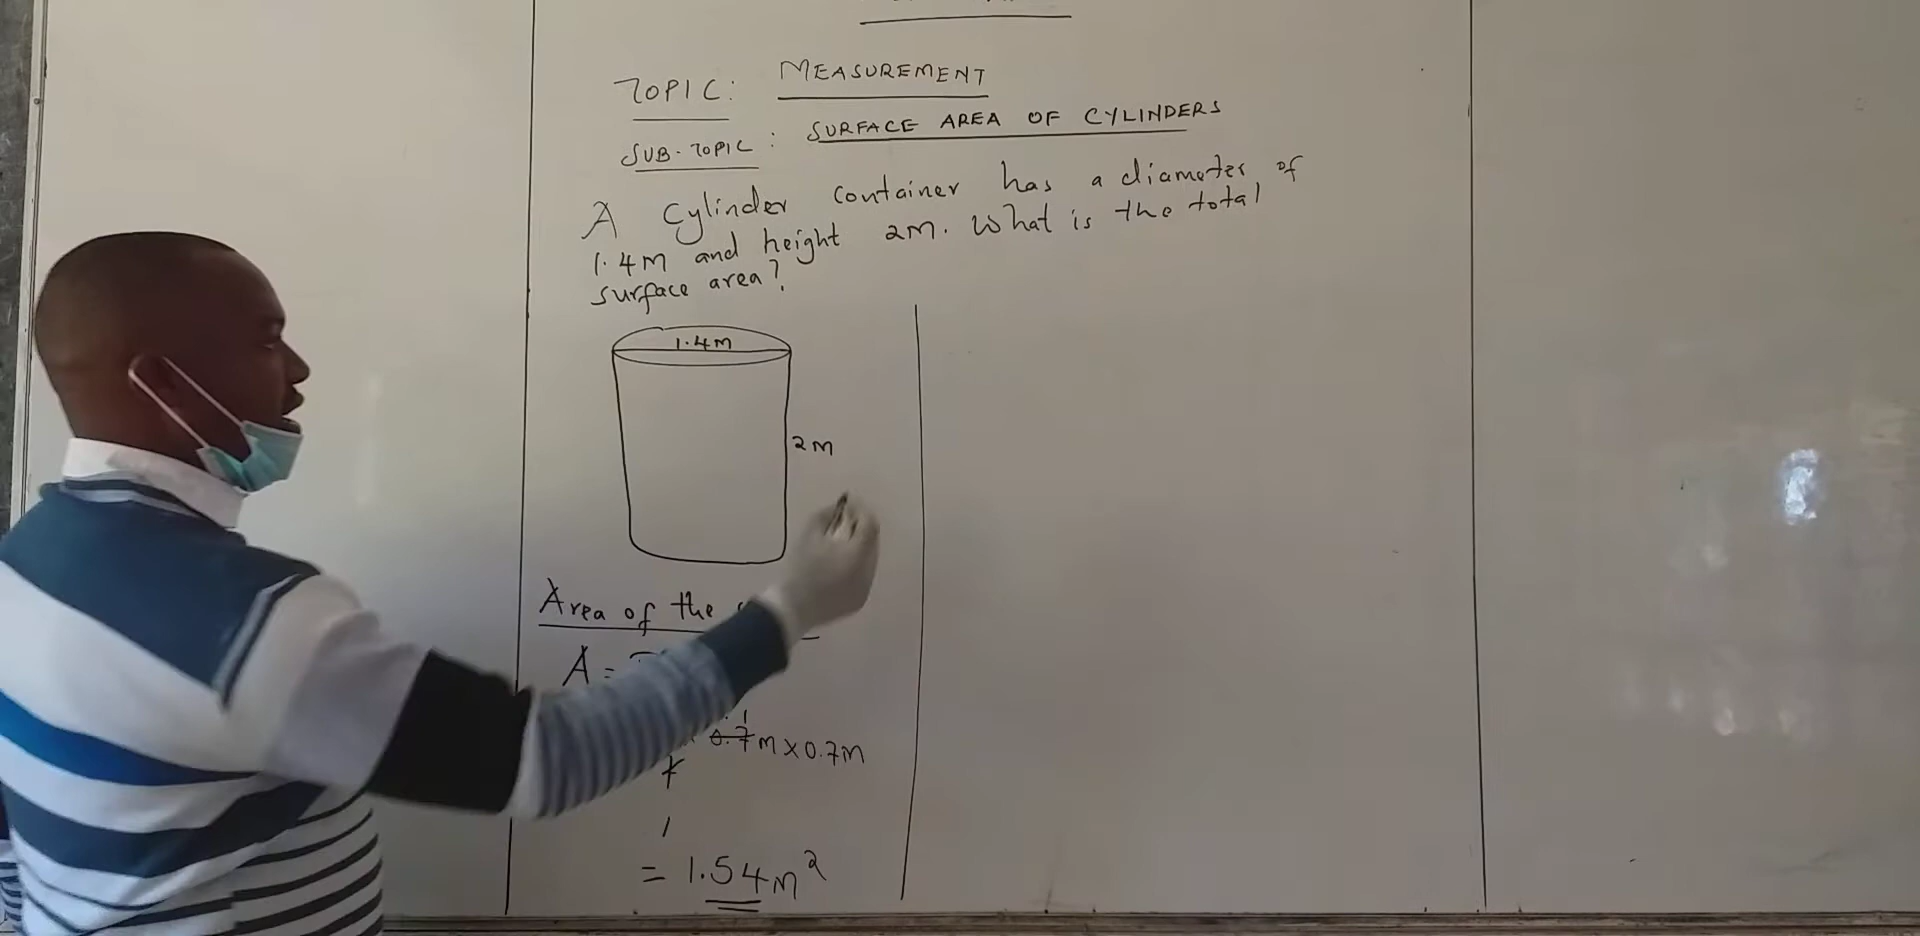 TOPIC: MEASUREMENT
SUB-TOPIC: SURFACE AREA OF CYLINDERS
A cylinder container has a diameter of
1.4m and height 2m. What is the total
surface area?
1.4m
2m
Area of the
A =
0.7m x 0.7m
= 1.54m²